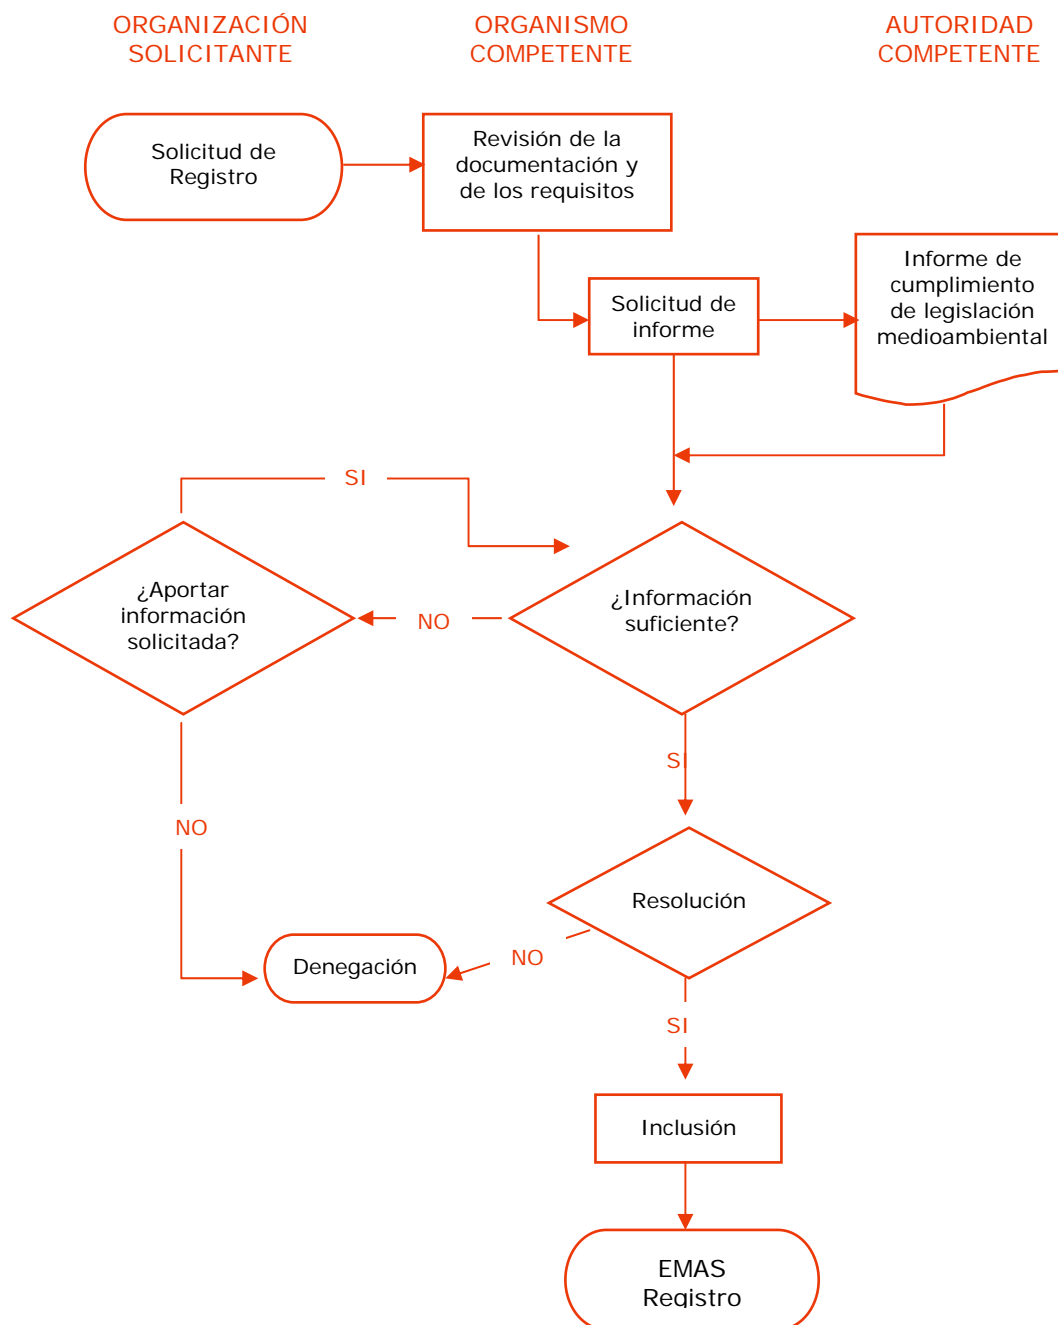 ORGANIZACIÓN
SOLICITANTE
ORGANISMO
COMPETENTE
AUTORIDAD
COMPETENTE
Solicitud de
Registro
Revisión de la
documentación y
de los requisitos
Informe de
cumplimiento
de legislación
medioambiental
Solicitud de
informe
SI
¿Aportar
información
solicitada?
NO
¿Información
suficiente?
SI
NO
Resolución
NO
Denegación
SI
Inclusión
EMAS
Registro